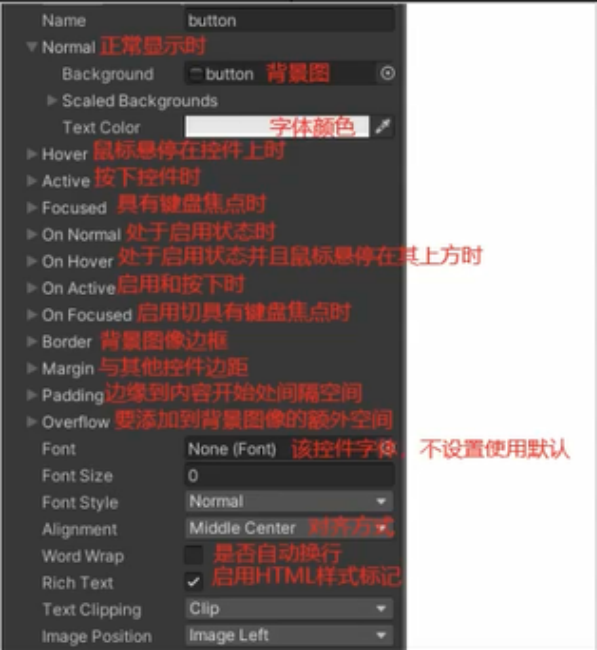 Name button
Normal 正常显示时
Background button 背景图
Scaled Backgrounds
Text Color 字体颜色
Hover 鼠标悬停在控件上时
Active 按下控件时
Focused 具有键盘焦点时
On Normal 处于启用状态时
On Hover 处于启用状态并且鼠标悬停在其上方时
On Active 启用和按下时
On Focused 启用切具有键盘焦点时
Border 背景图像边框
Margin 与其他控件边距
Padding 边缘到内容开始处间隔空间
Overflow 要添加到背景图像的额外空间
Font None (Font) 该控件字体，不设置使用默认
Font Size 0
Font Style Normal
Alignment Middle Center 对齐方式
Word Wrap 是否自动换行
Rich Text 启用HTML样式标记
Text Clipping Clip
Image Position Image Left